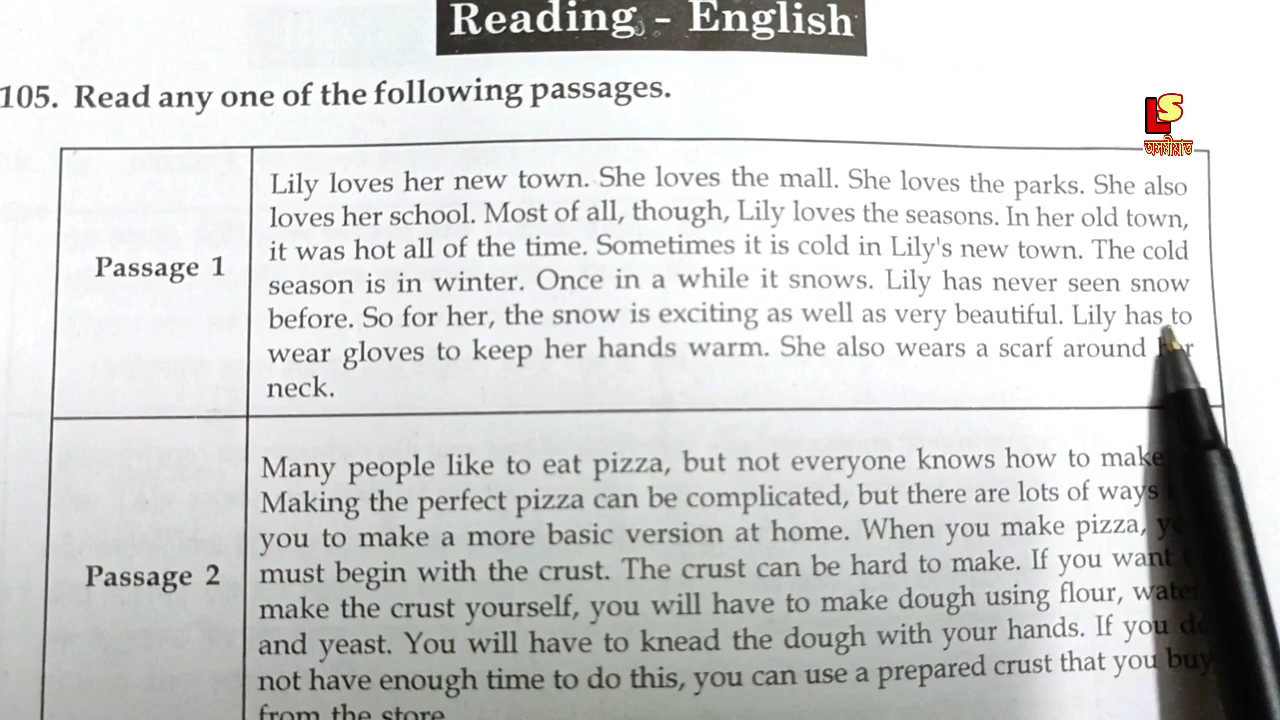 Reading - English
105. Read any one of the following passages.
LS
অসমীয়াত
Lily loves her new town. She loves the mall. She loves the parks. She also
loves her school. Most of all, though, Lily loves the seasons. In her old town,
it was hot all of the time. Sometimes it is cold in Lily's new town. The cold
Passage 1
season is in winter. Once in a while it snows. Lily has never seen snow
before. So for her, the snow is exciting as well as very beautiful. Lily has to
wear gloves to keep her hands warm. She also wears a scarf around her
neck.
Many people like to eat pizza, but not everyone knows how to make
Making the perfect pizza can be complicated, but there are lots of ways
you to make a more basic version at home. When you make pizza,
Passage 2
must begin with the crust. The crust can be hard to make. If you want
make the crust yourself, you will have to make dough using flour, water
and yeast. You will have to knead the dough with your hands. If you do
not have enough time to do this, you can use a prepared crust that you buy
from the store